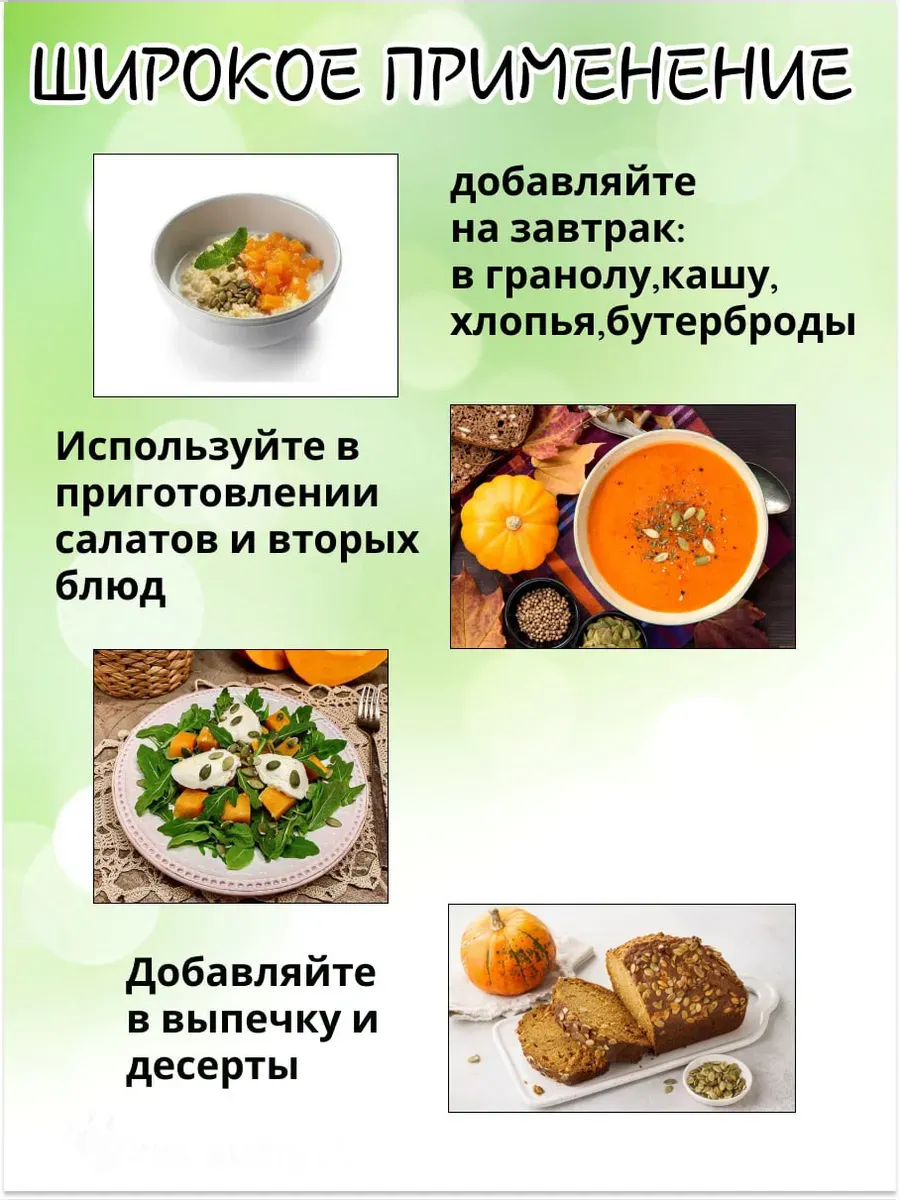 ШИРОКОЕ ПРИМЕНЕНИЕ
добавляйте
на завтрак:
в гранолу,кашу,
хлопья,бутерброды
Используйте в
приготовлении
салатов и вторых
блюд
Добавляйте
в выпечку и
десерты